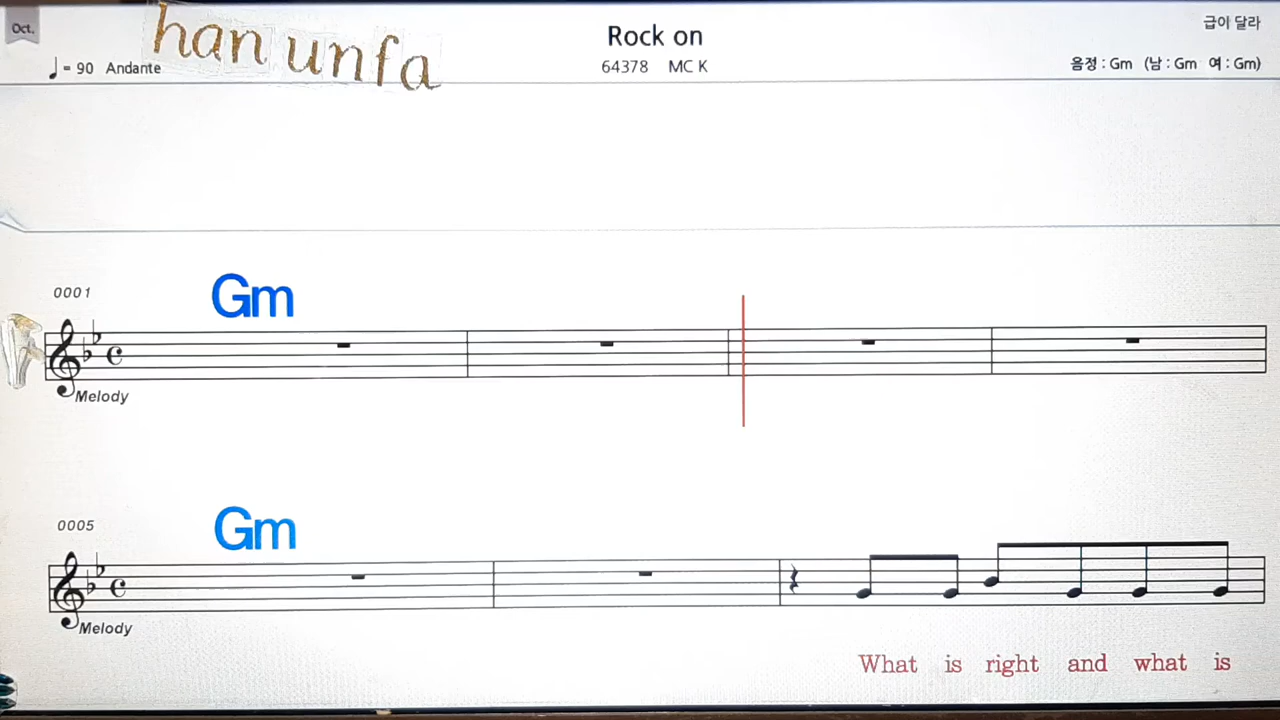 Oct.
han unfa
Rock on
급이 달라
♩= 90 Andante
64378 MC K
음정 : Gm (남 : Gm 여 : Gm)
0001
Gm
Melody
0005
Gm
Melody
What is right and what is